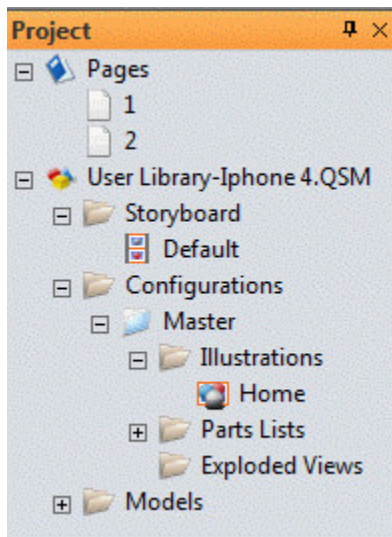 Project
Pages
1
2
User Library-Iphone 4.QSM
Storyboard
Default
Configurations
Master
Illustrations
Home
Parts Lists
Exploded Views
Models